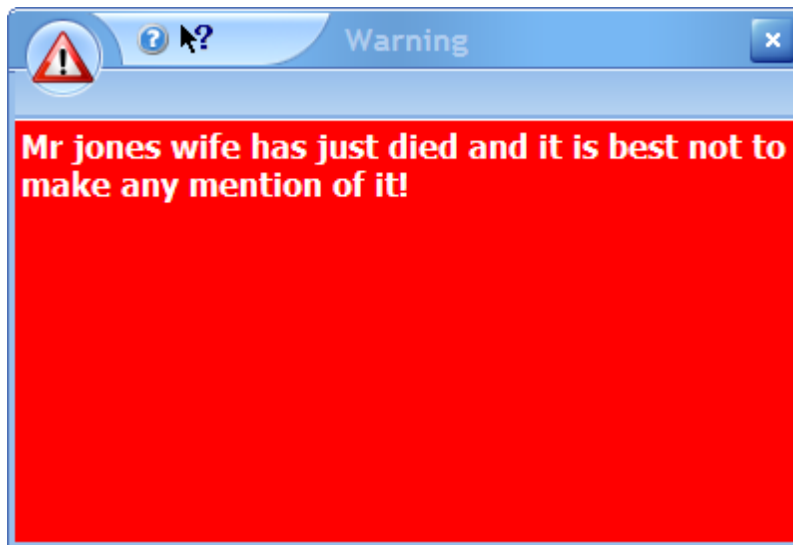 ?
Warning
Mr jones wife has just died and it is best not to
make any mention of it!